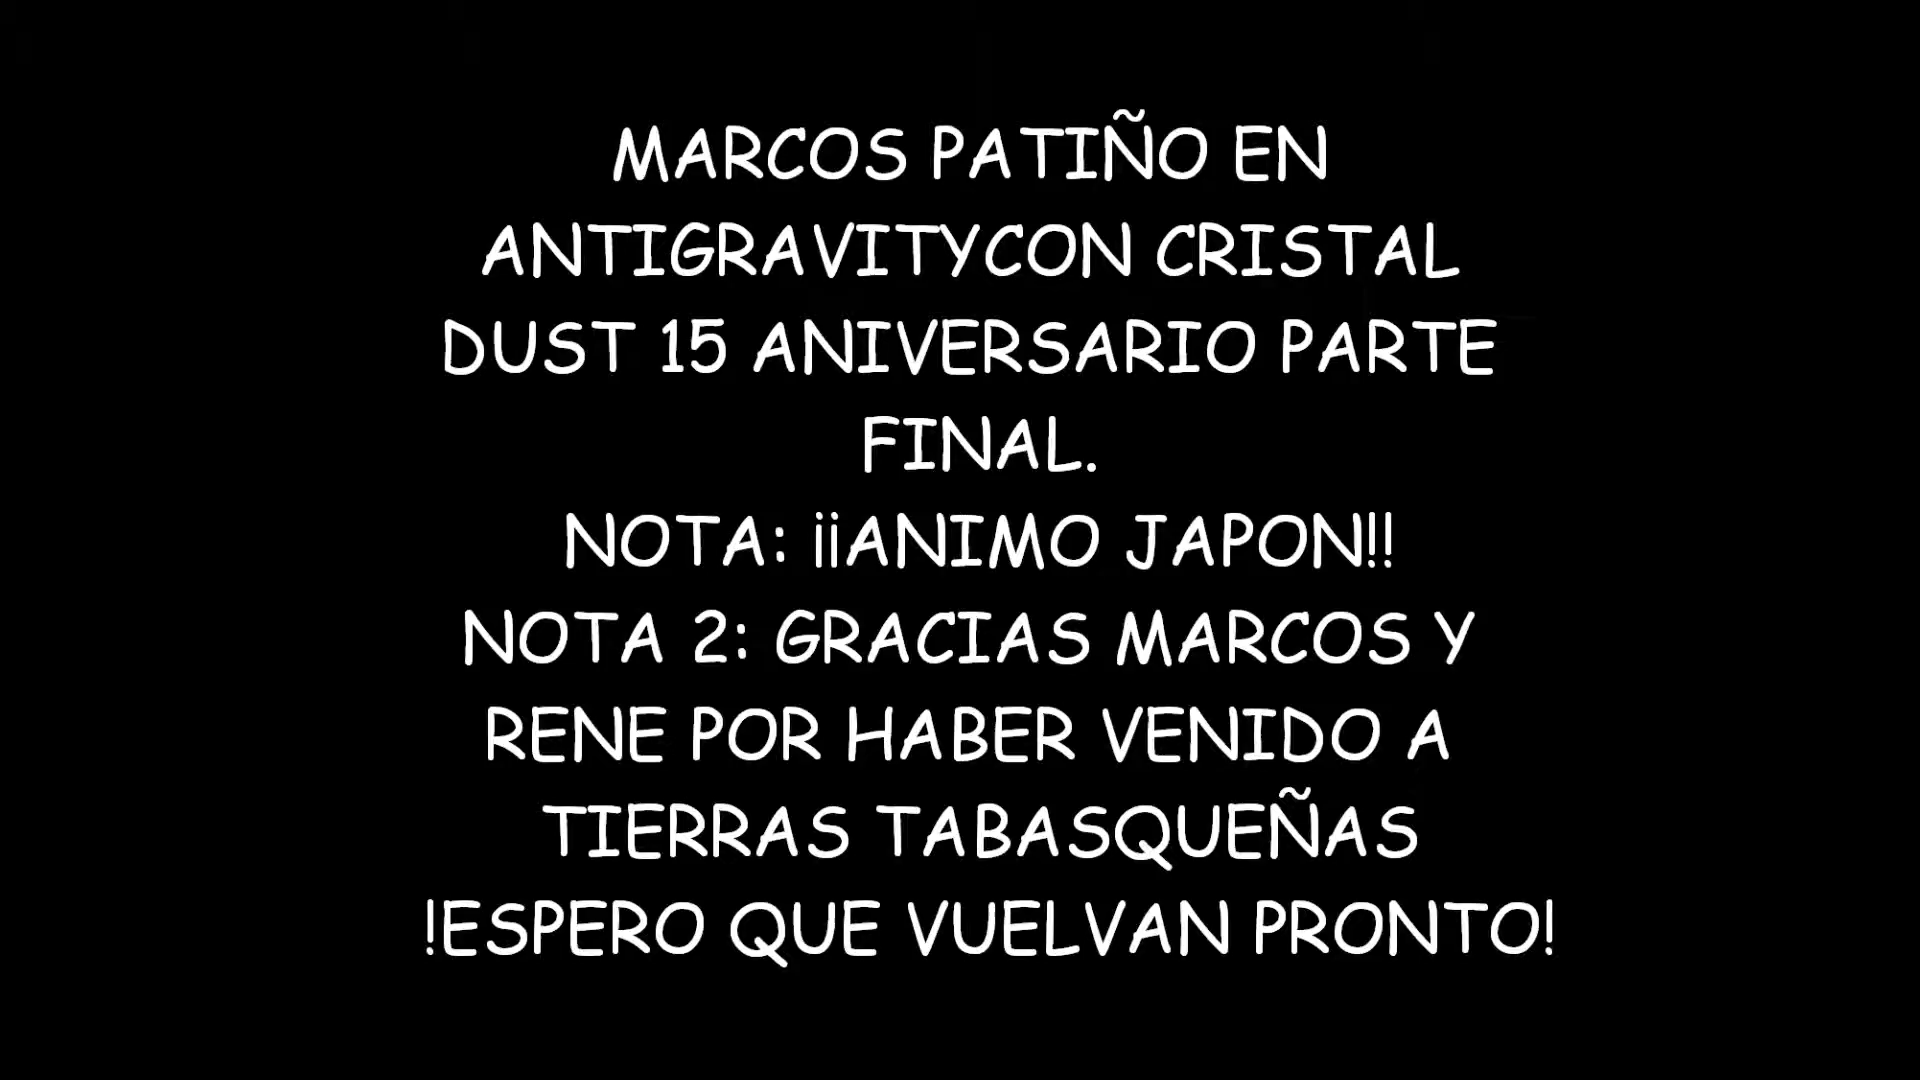 MARCOS PATIÑO EN
ANTIGRAVITYCON CRISTAL
DUST 15 ANIVERSARIO PARTE
FINAL.
NOTA: ¡¡ANIMO JAPON!!
NOTA 2: GRACIAS MARCOS Y
RENE POR HABER VENIDO A
TIERRAS TABASQUEÑAS
!ESPERO QUE VUELVAN PRONTO!